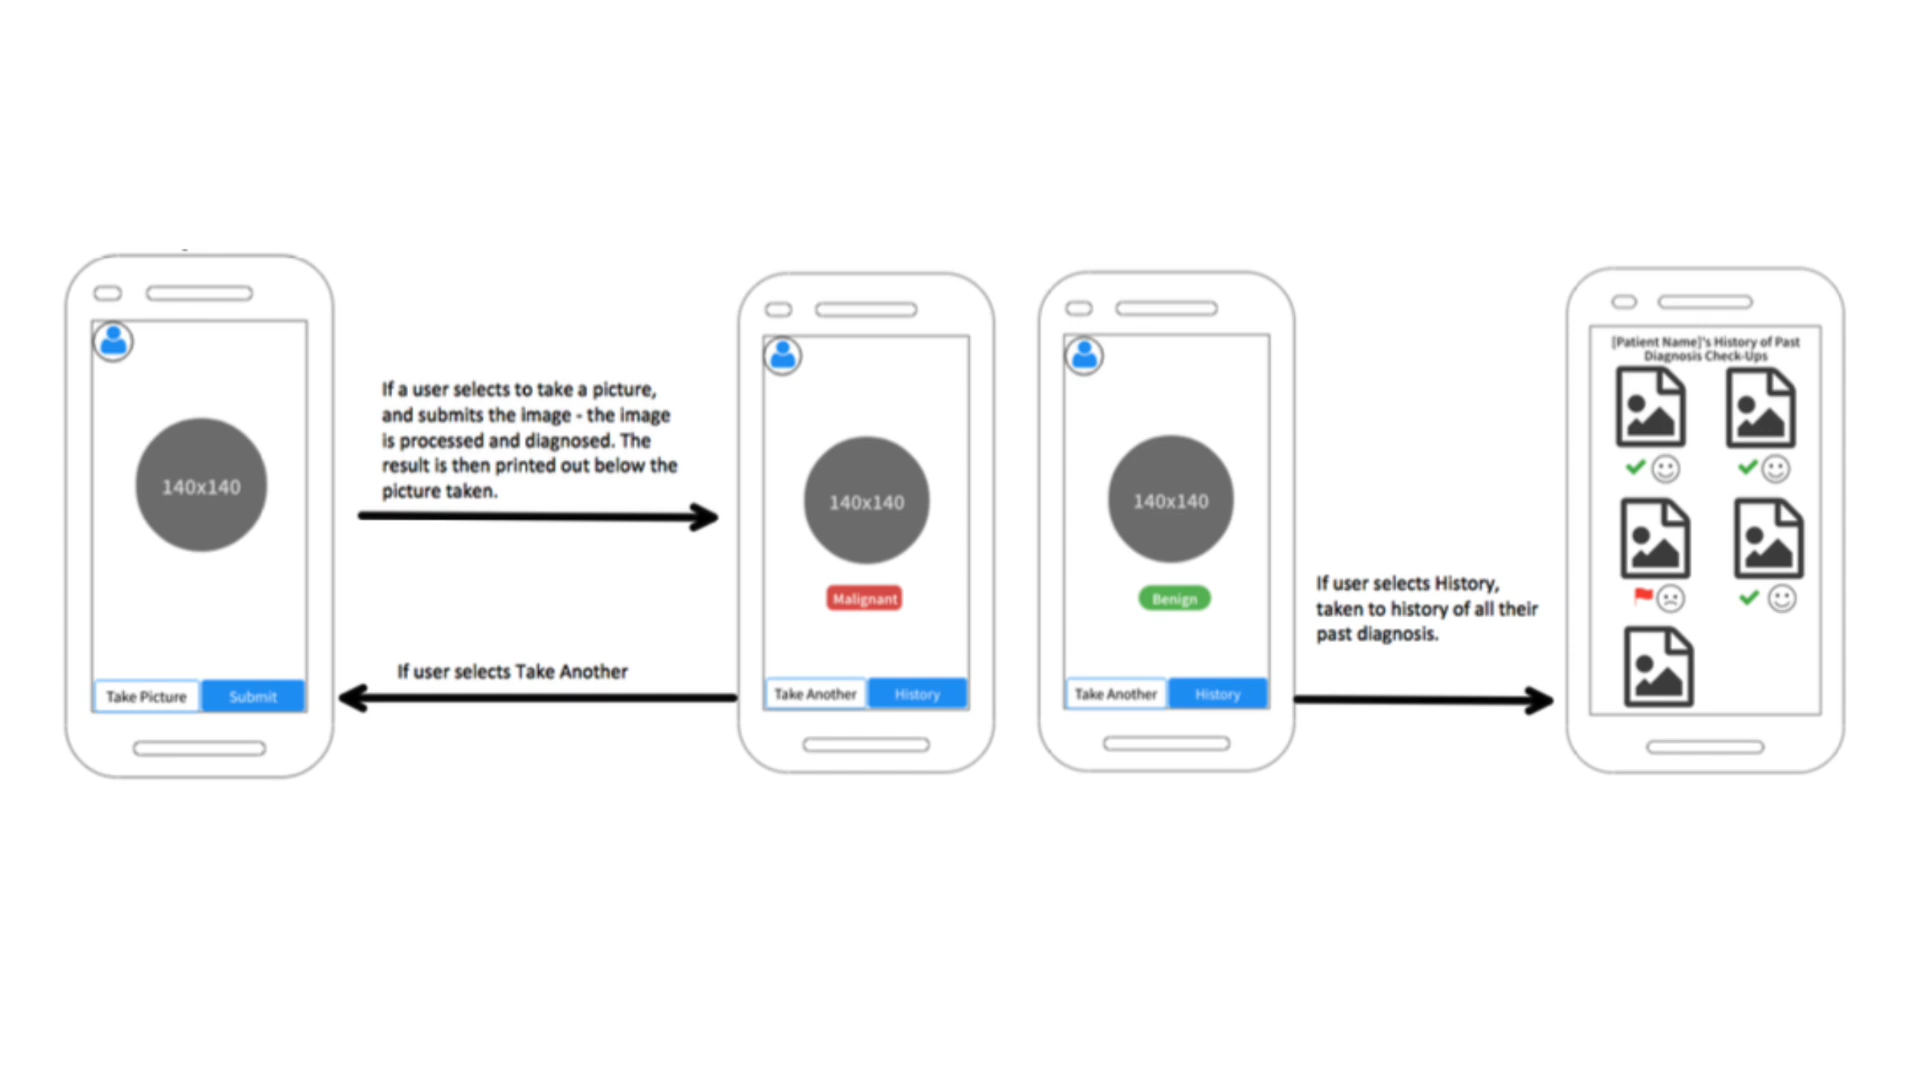 140x140
Take Picture
Submit
If a user selects to take a picture,
and submits the image - the image
is processed and diagnosed. The
result is then printed out below the
picture taken.
If user selects Take Another
140x140
Malignant
Take Another
History
140x140
Benign
Take Another
History
If user selects History,
taken to history of all their
past diagnosis.
[Patient Name]'s History of Past
Diagnosis Check-Ups